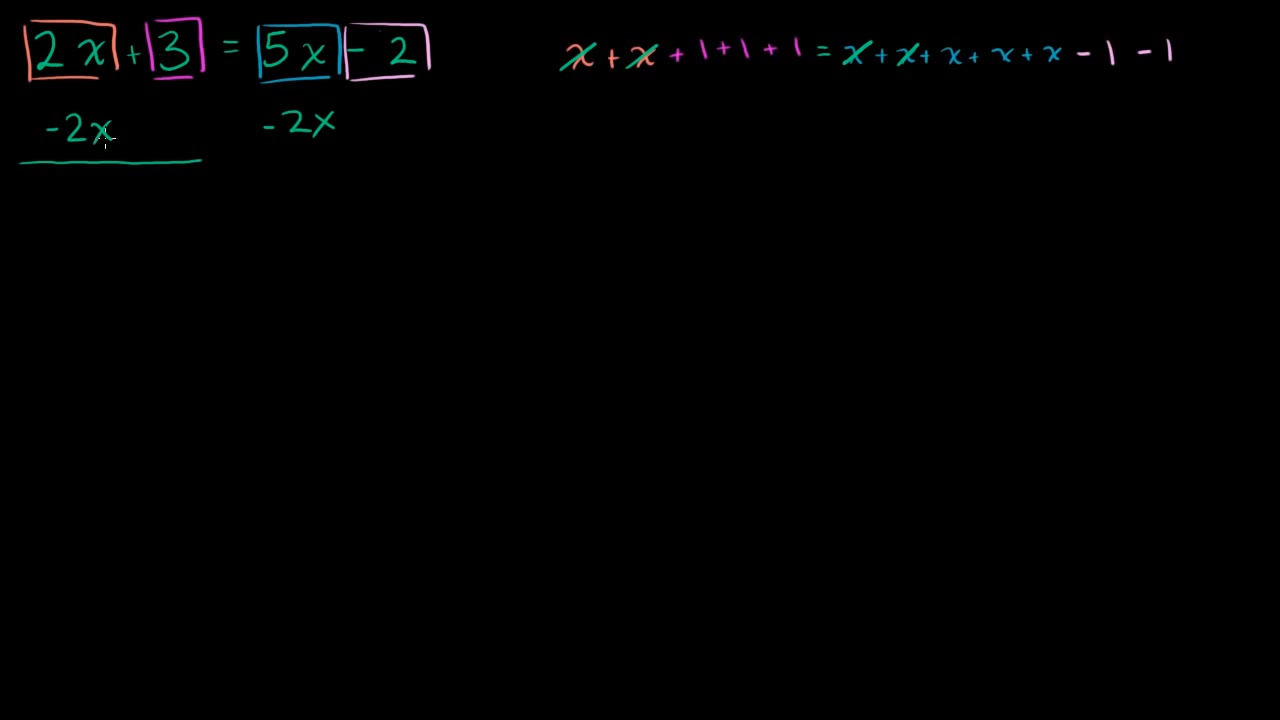 2x + 3 = 5x - 2
x + x + 1 + 1 + 1 = x + x + x + x + x - 1 - 1
-2x -2x